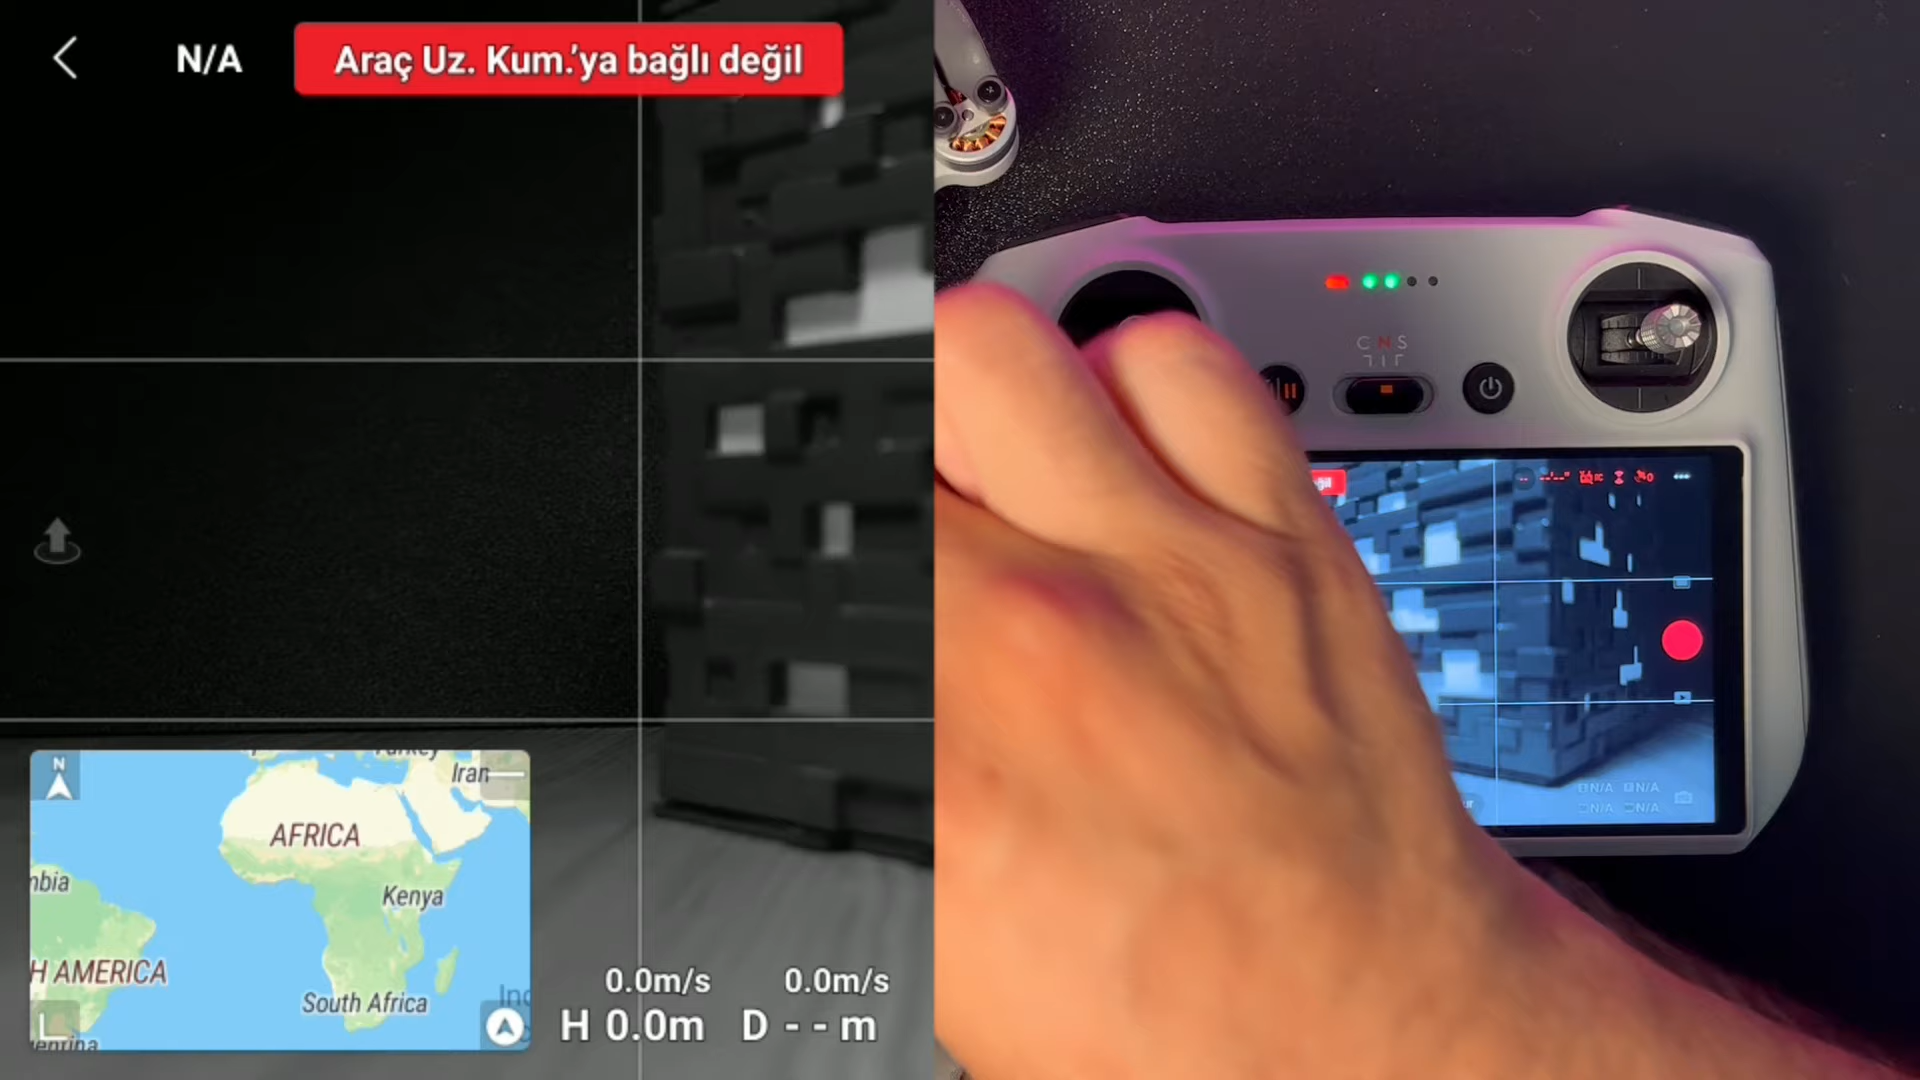 N/A
Araç Uz. Kum.'ya bağlı değil
N
Iran
AFRICA
Kenya
H AMERICA
South Africa
0.0m/s 0.0m/s
H 0.0m D - - m
C N S
N/A N/A
N/A N/A